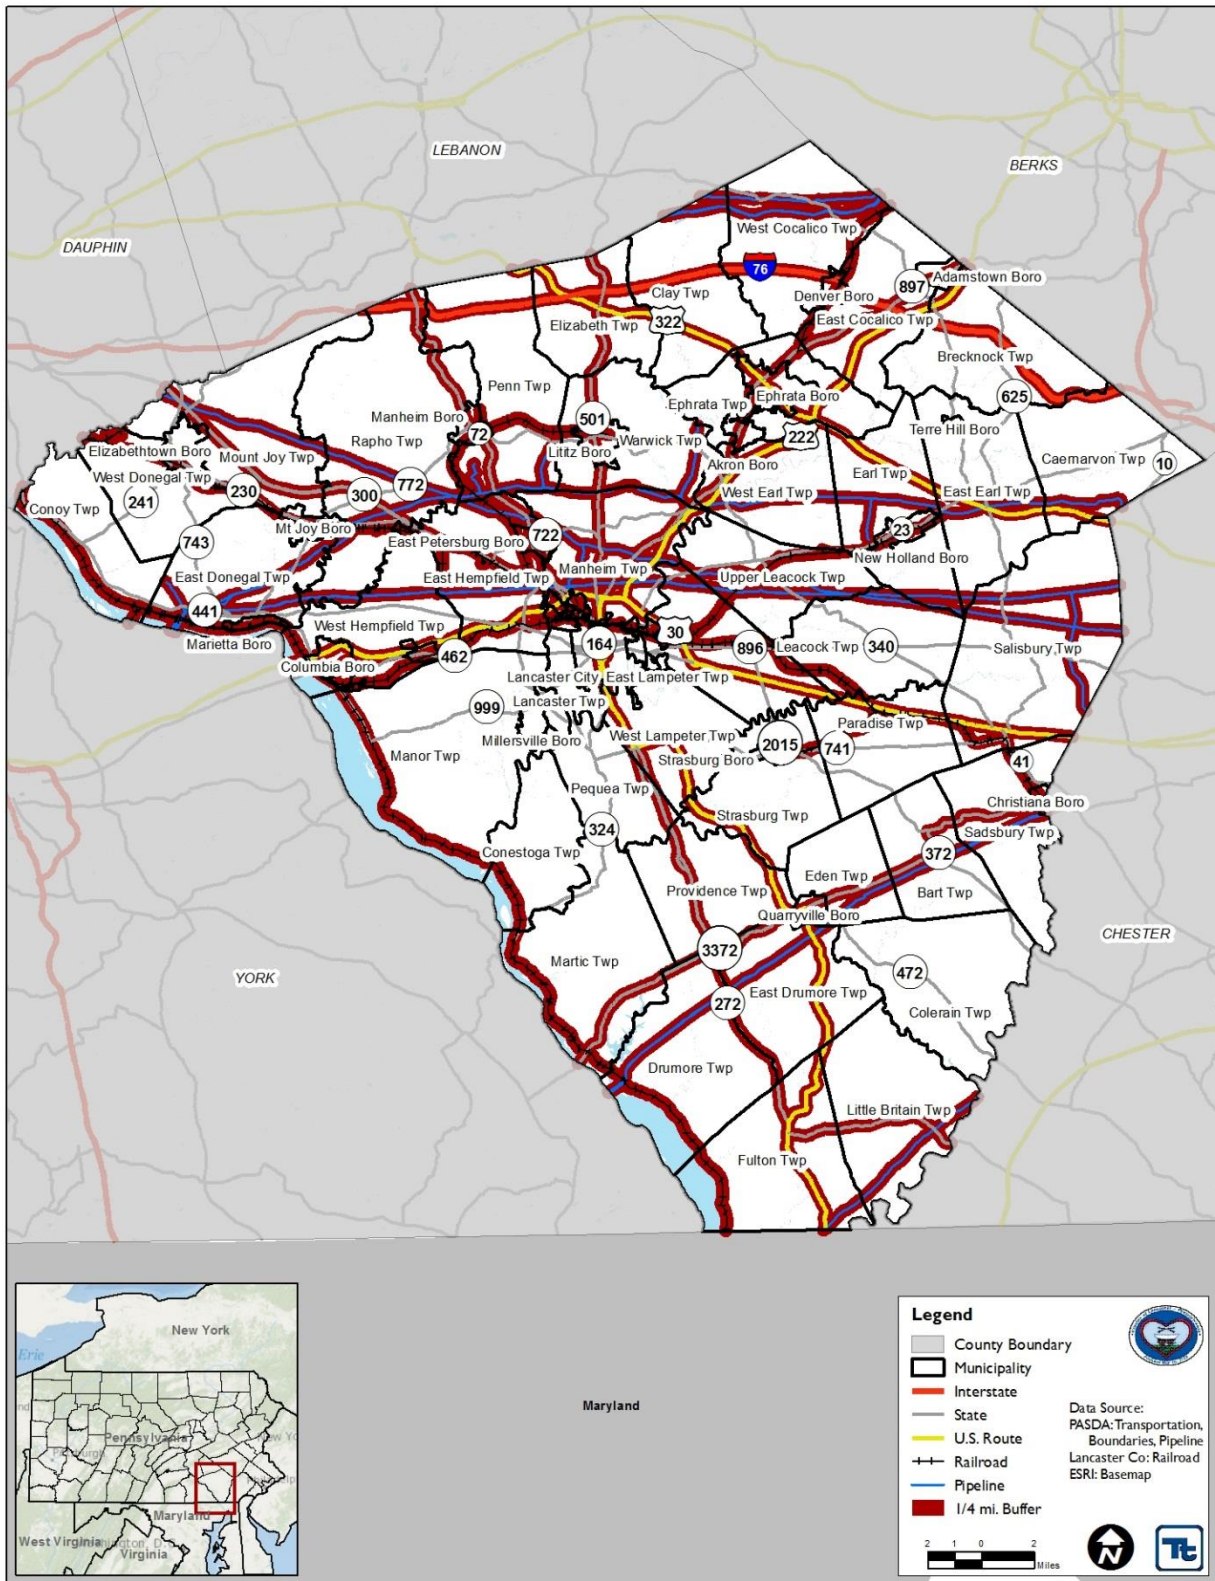 LEBANON
BERKS
DAUPHIN
West Cocalico Twp
76
Adamstown Boro
897
Denver Boro
Clay Twp
322
Elizabeth Twp
East Cocalico Twp
Brecknock Twp
Penn Twp
Ephrata Boro
625
Ephrata Twp
Manheim Boro
501
72
222
Terre Hill Boro
Rapho Twp
Warwick Twp
Elizabethtown Boro
Lititz Boro
Mount Joy Twp
Akron Boro
Caernarvon Twp
10
Earl Twp
West Donegal Twp
772
230
300
West Earl Twp
East Earl Twp
241
Conoy Twp
Mt Joy Boro
23
743
East Petersburg Boro
722
New Holland Boro
Manheim Twp
East Donegal Twp
East Hempfield Twp
Upper Leacock Twp
441
West Hempfield Twp
30
Marietta Boro
164
896
Leacock Twp
340
Salisbury Twp
462
Columbia Boro
Lancaster City
East Lampeter Twp
Lancaster Twp
999
Paradise Twp
West Lampeter Twp
Millersville Boro
2015
741
Manor Twp
Strasburg Boro
41
Pequea Twp
Christiana Boro
Strasburg Twp
324
Sadsbury Twp
Conestoga Twp
372
Eden Twp
Providence Twp
Bart Twp
Quarryville Boro
CHESTER
3372
Martic Twp
YORK
472
East Drumore Twp
272
Colerain Twp
Drumore Twp
Little Britain Twp
Fulton Twp
Maryland
New York
Erie
Pennsylvania
Pittsburgh
Maryland
West Virginia
Washington, D.C.
Virginia
Legend
County Boundary
Municipality
Interstate
State
U.S. Route
Railroad
Pipeline
1/4 mi. Buffer
Data Source:
PASDA: Transportation,
Boundaries, Pipeline
Lancaster Co: Railroad
ESRI: Basemap
2 1 0 2
Miles
N
Tt